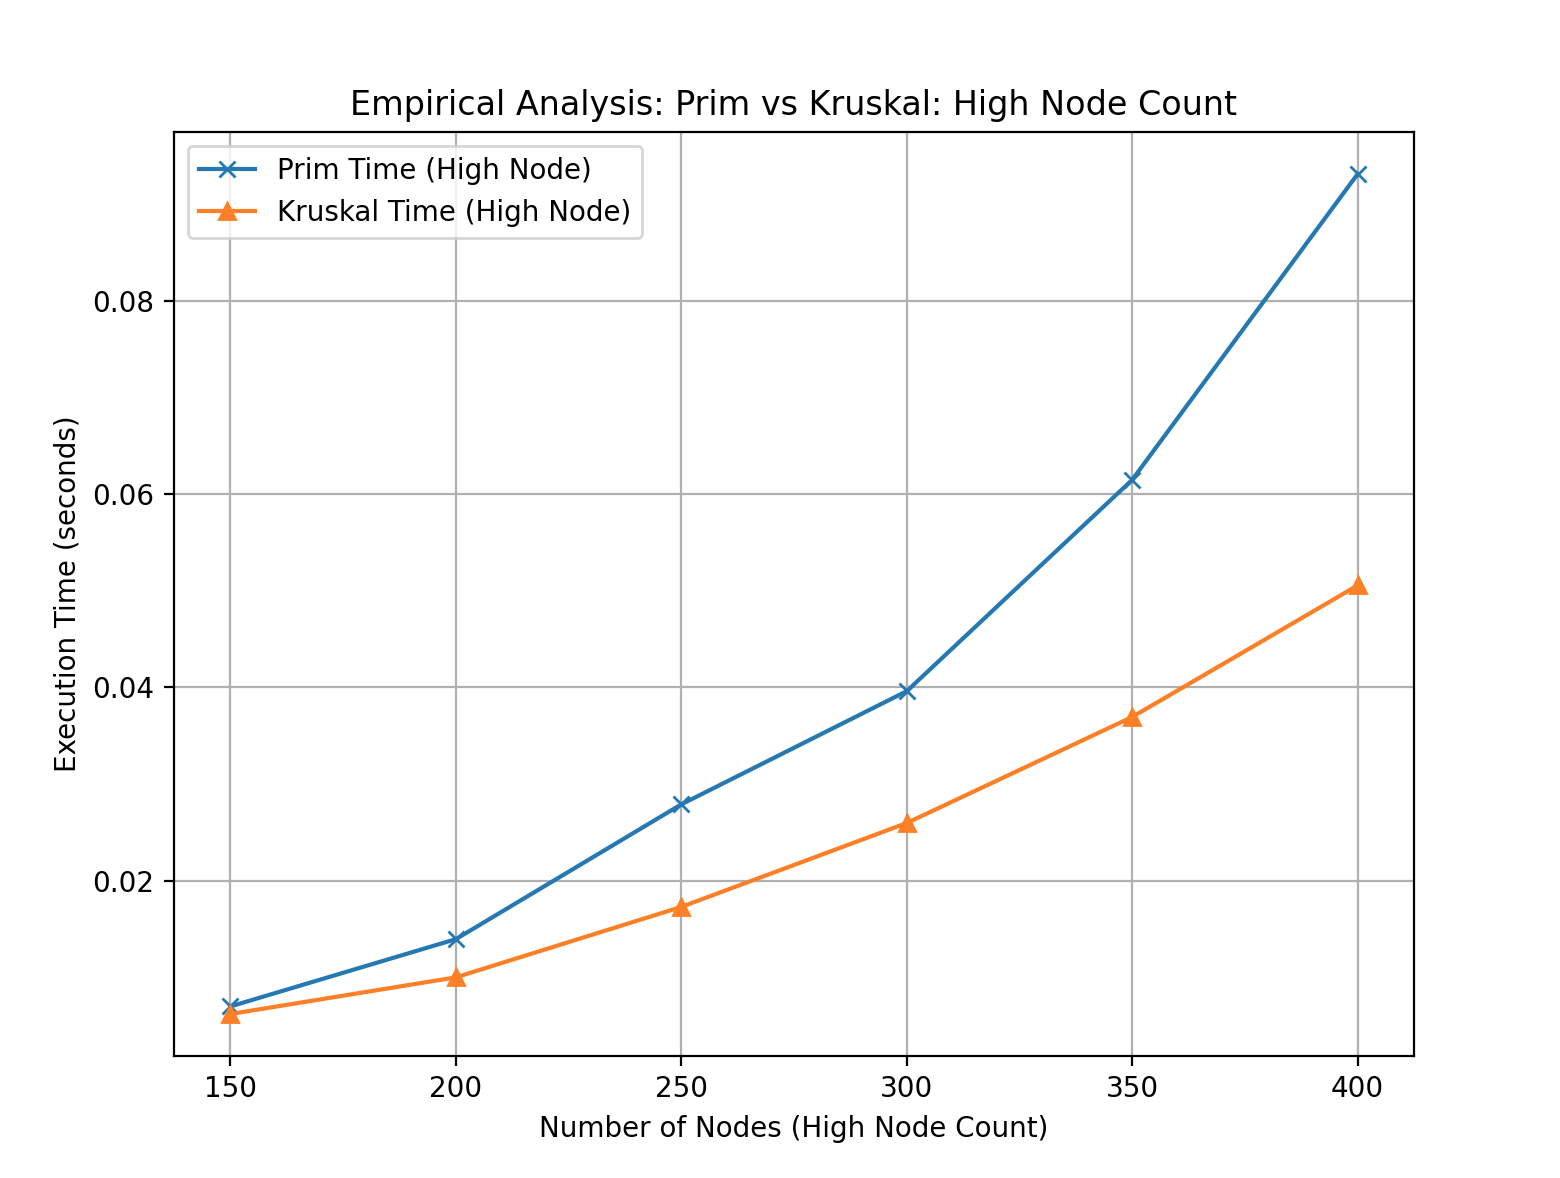 Empirical Analysis: Prim vs Kruskal: High Node Count
Prim Time (High Node)
Kruskal Time (High Node)
0.08
0.06
0.04
0.02
Execution Time (seconds)
150 200 250 300 350 400
Number of Nodes (High Node Count)